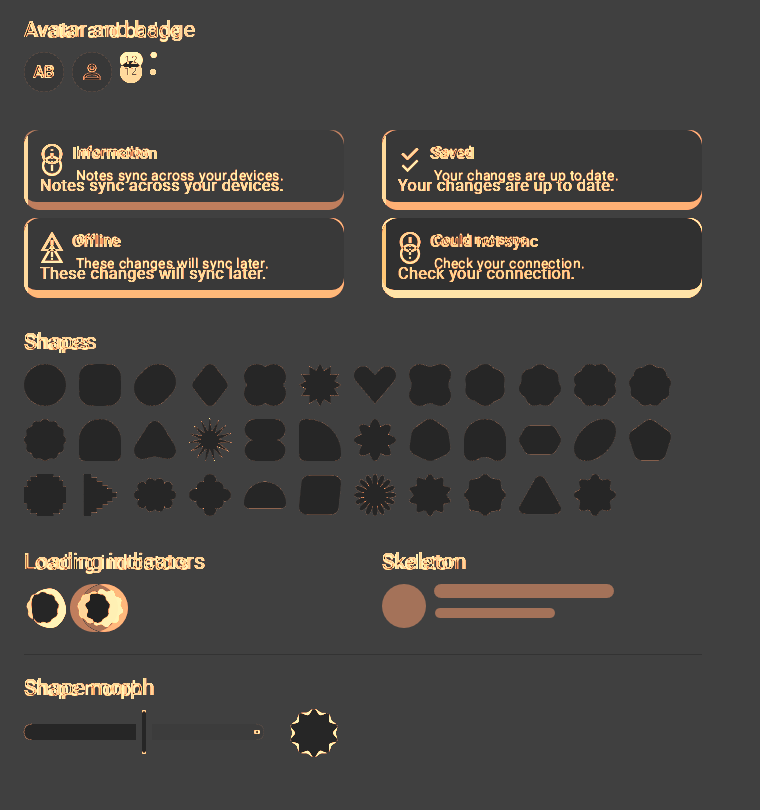 Avatar and badge
AB
12
12
Information
Notes sync across your devices.
Notes sync across your devices.
Saved
Your changes are up to date.
Your changes are up to date.
Offline
These changes will sync later.
These changes will sync later.
Could not sync
Check your connection.
Check your connection.
Shapes
Loading indicators
Skeleton
Shape morph